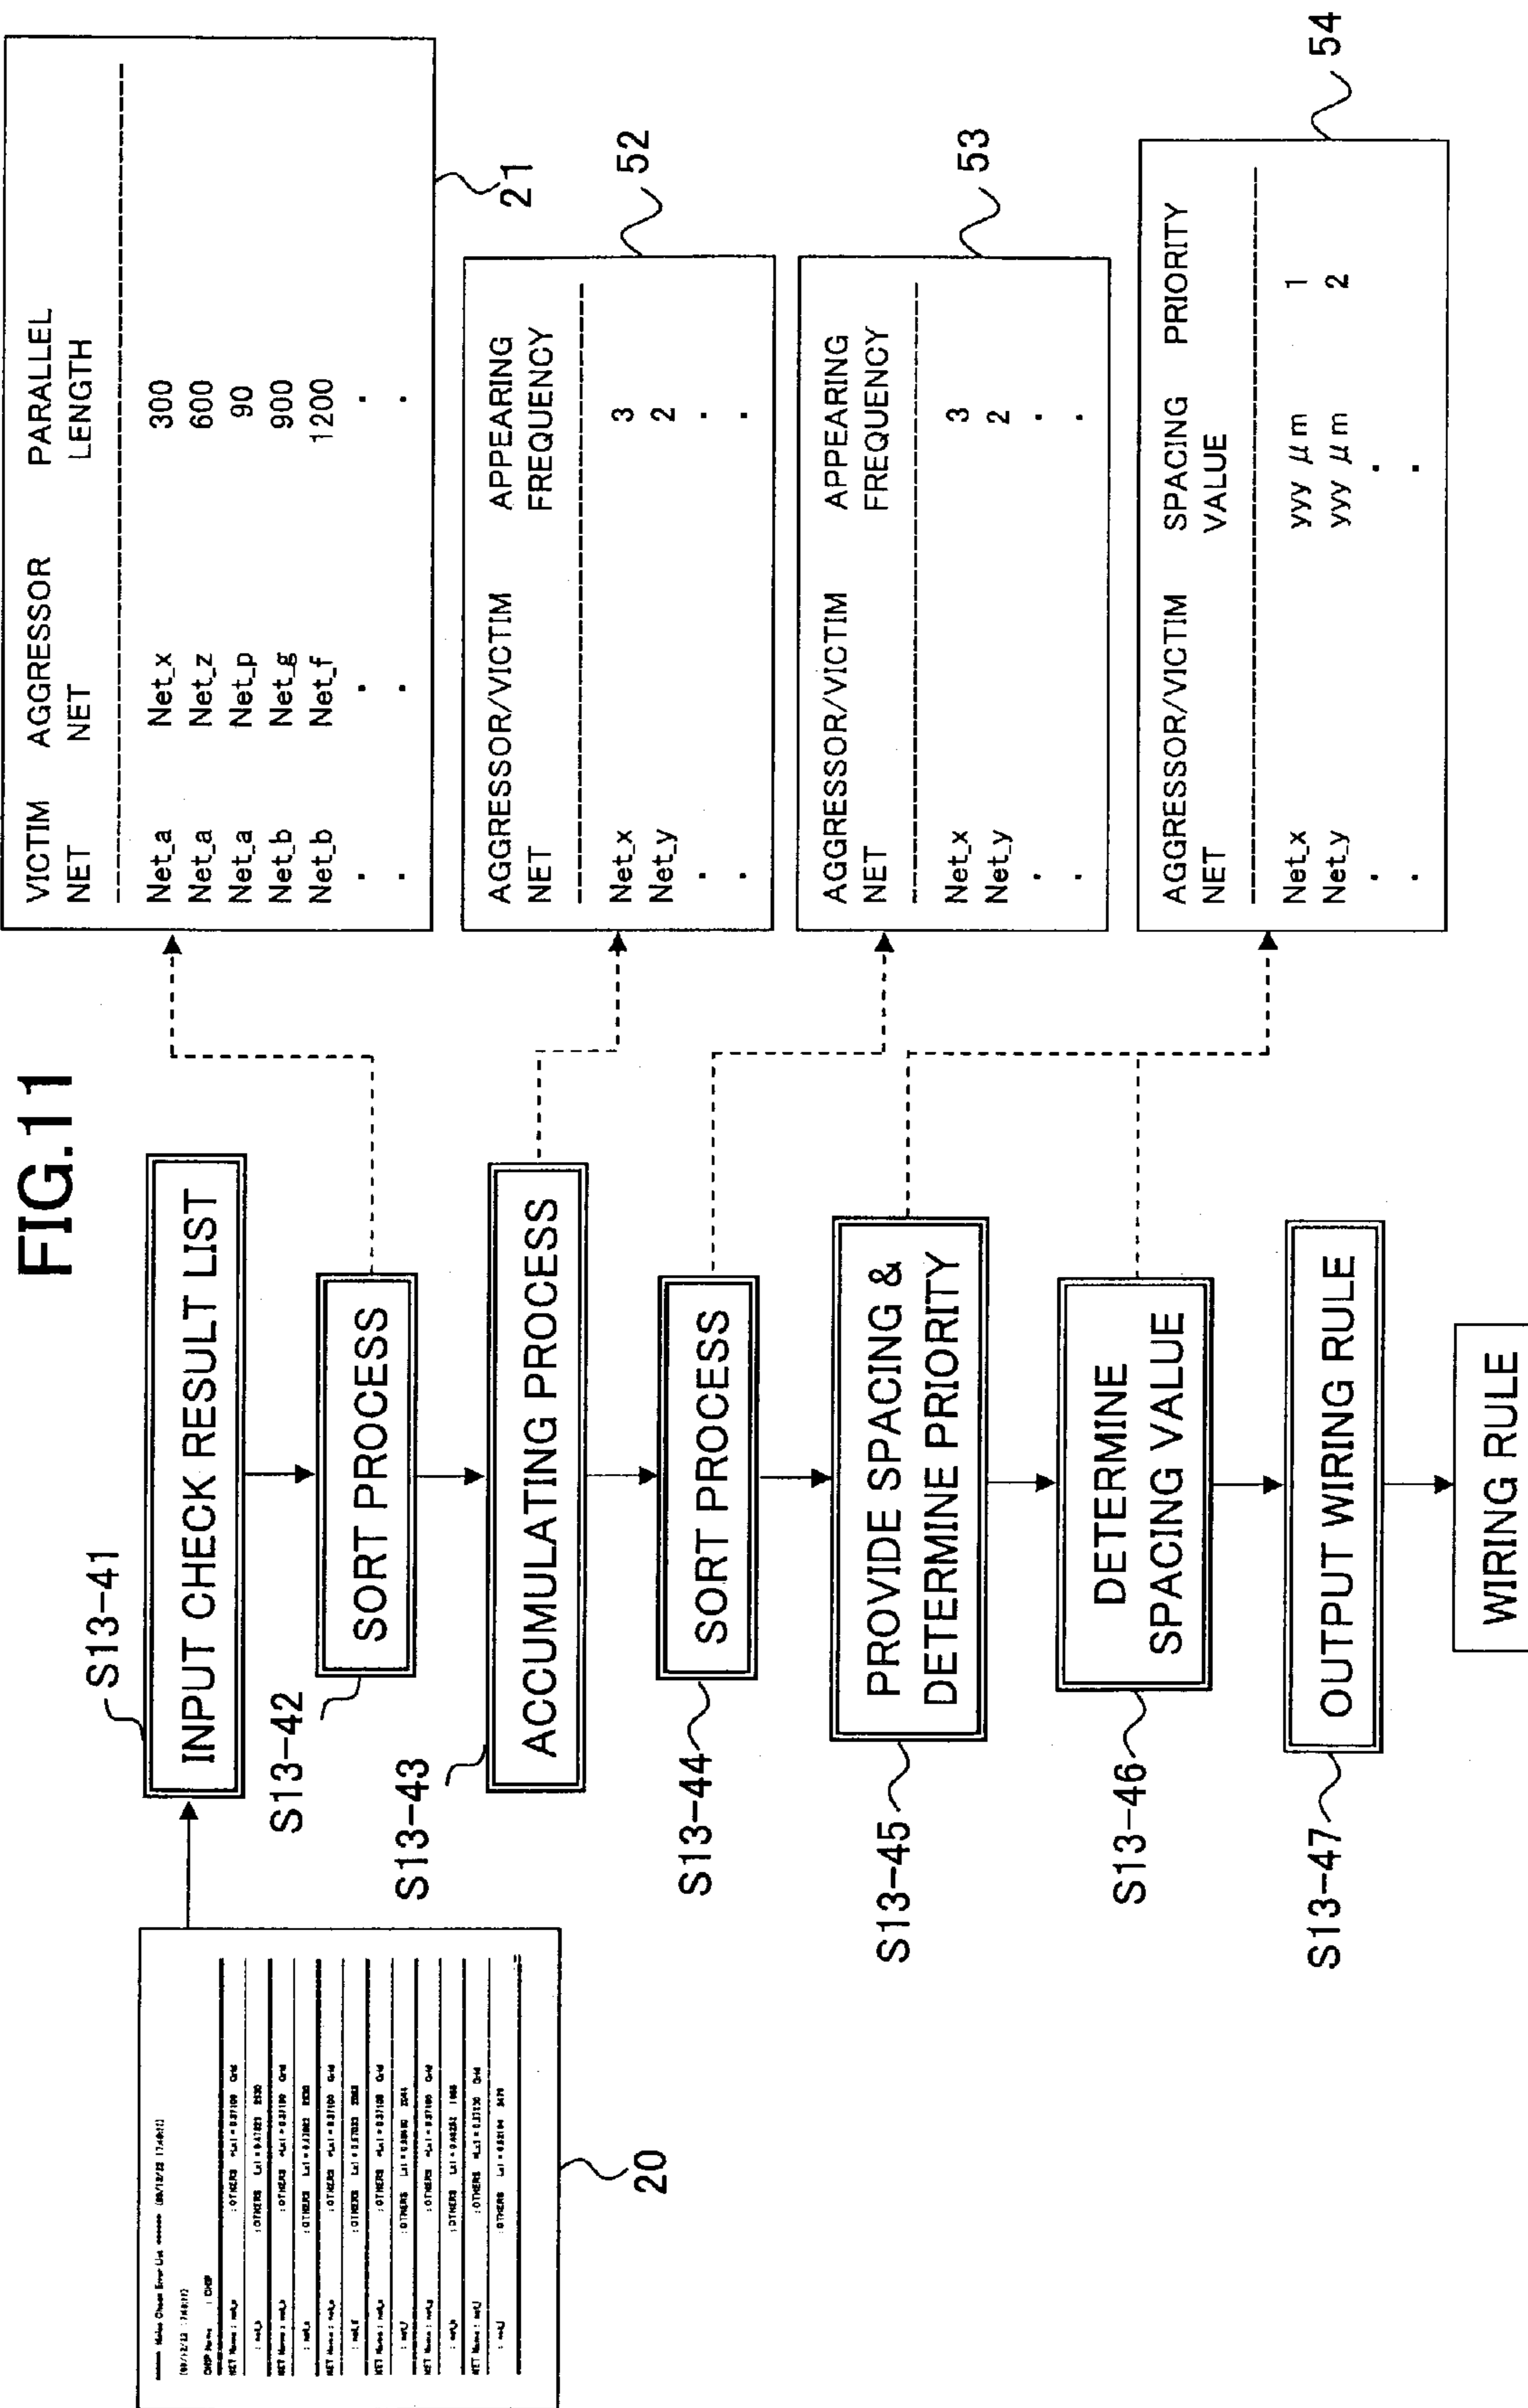 FIG.11
S13-41
INPUT CHECK RESULT LIST
S13-42
SORT PROCESS
S13-43
ACCUMULATING PROCESS
S13-44
SORT PROCESS
S13-45
PROVIDE SPACING &
DETERMINE PRIORITY
S13-46
DETERMINE
SPACING VALUE
S13-47
OUTPUT WIRING RULE
WIRING RULE
20
VICTIM AGGRESSOR PARALLEL
NET NET LENGTH
Net_a Net_x 300
Net_a Net_z 600
Net_a Net_p 90
Net_b Net_g 900
Net_b Net_f 1200
. . .
. . .
21
AGGRESSOR/VICTIM APPEARING
NET FREQUENCY
Net_x 3
Net_y 2
. .
. .
52
AGGRESSOR/VICTIM APPEARING
NET FREQUENCY
Net_x 3
Net_y 2
. .
. .
53
AGGRESSOR/VICTIM SPACING PRIORITY
NET VALUE
Net_x yyy μm 1
Net_y yyy μm 2
. .
. .
54